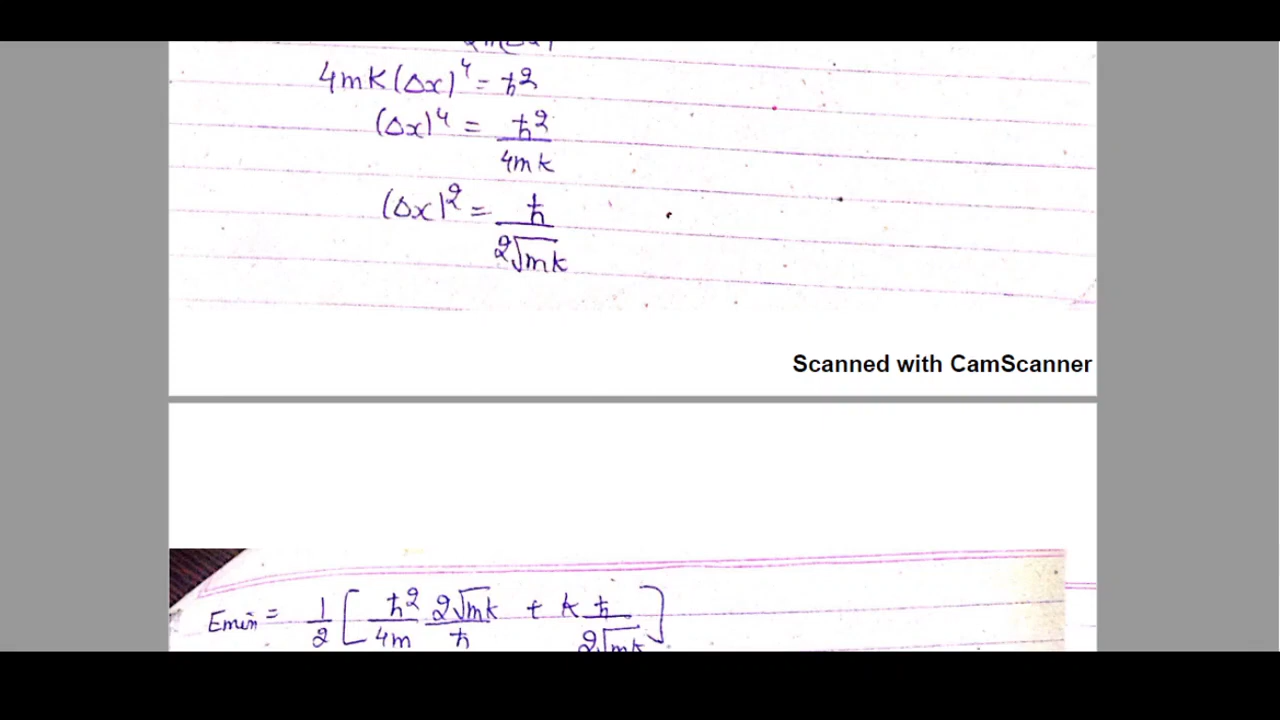 4mK(Δx)⁴ = ħ²
(Δx)⁴ = ħ²/4mk
(Δx)² = ħ/2√mk
Scanned with CamScanner
Emin = 1/2 [ħ²/4m 2√mk/ħ + k ħ/2√mk]